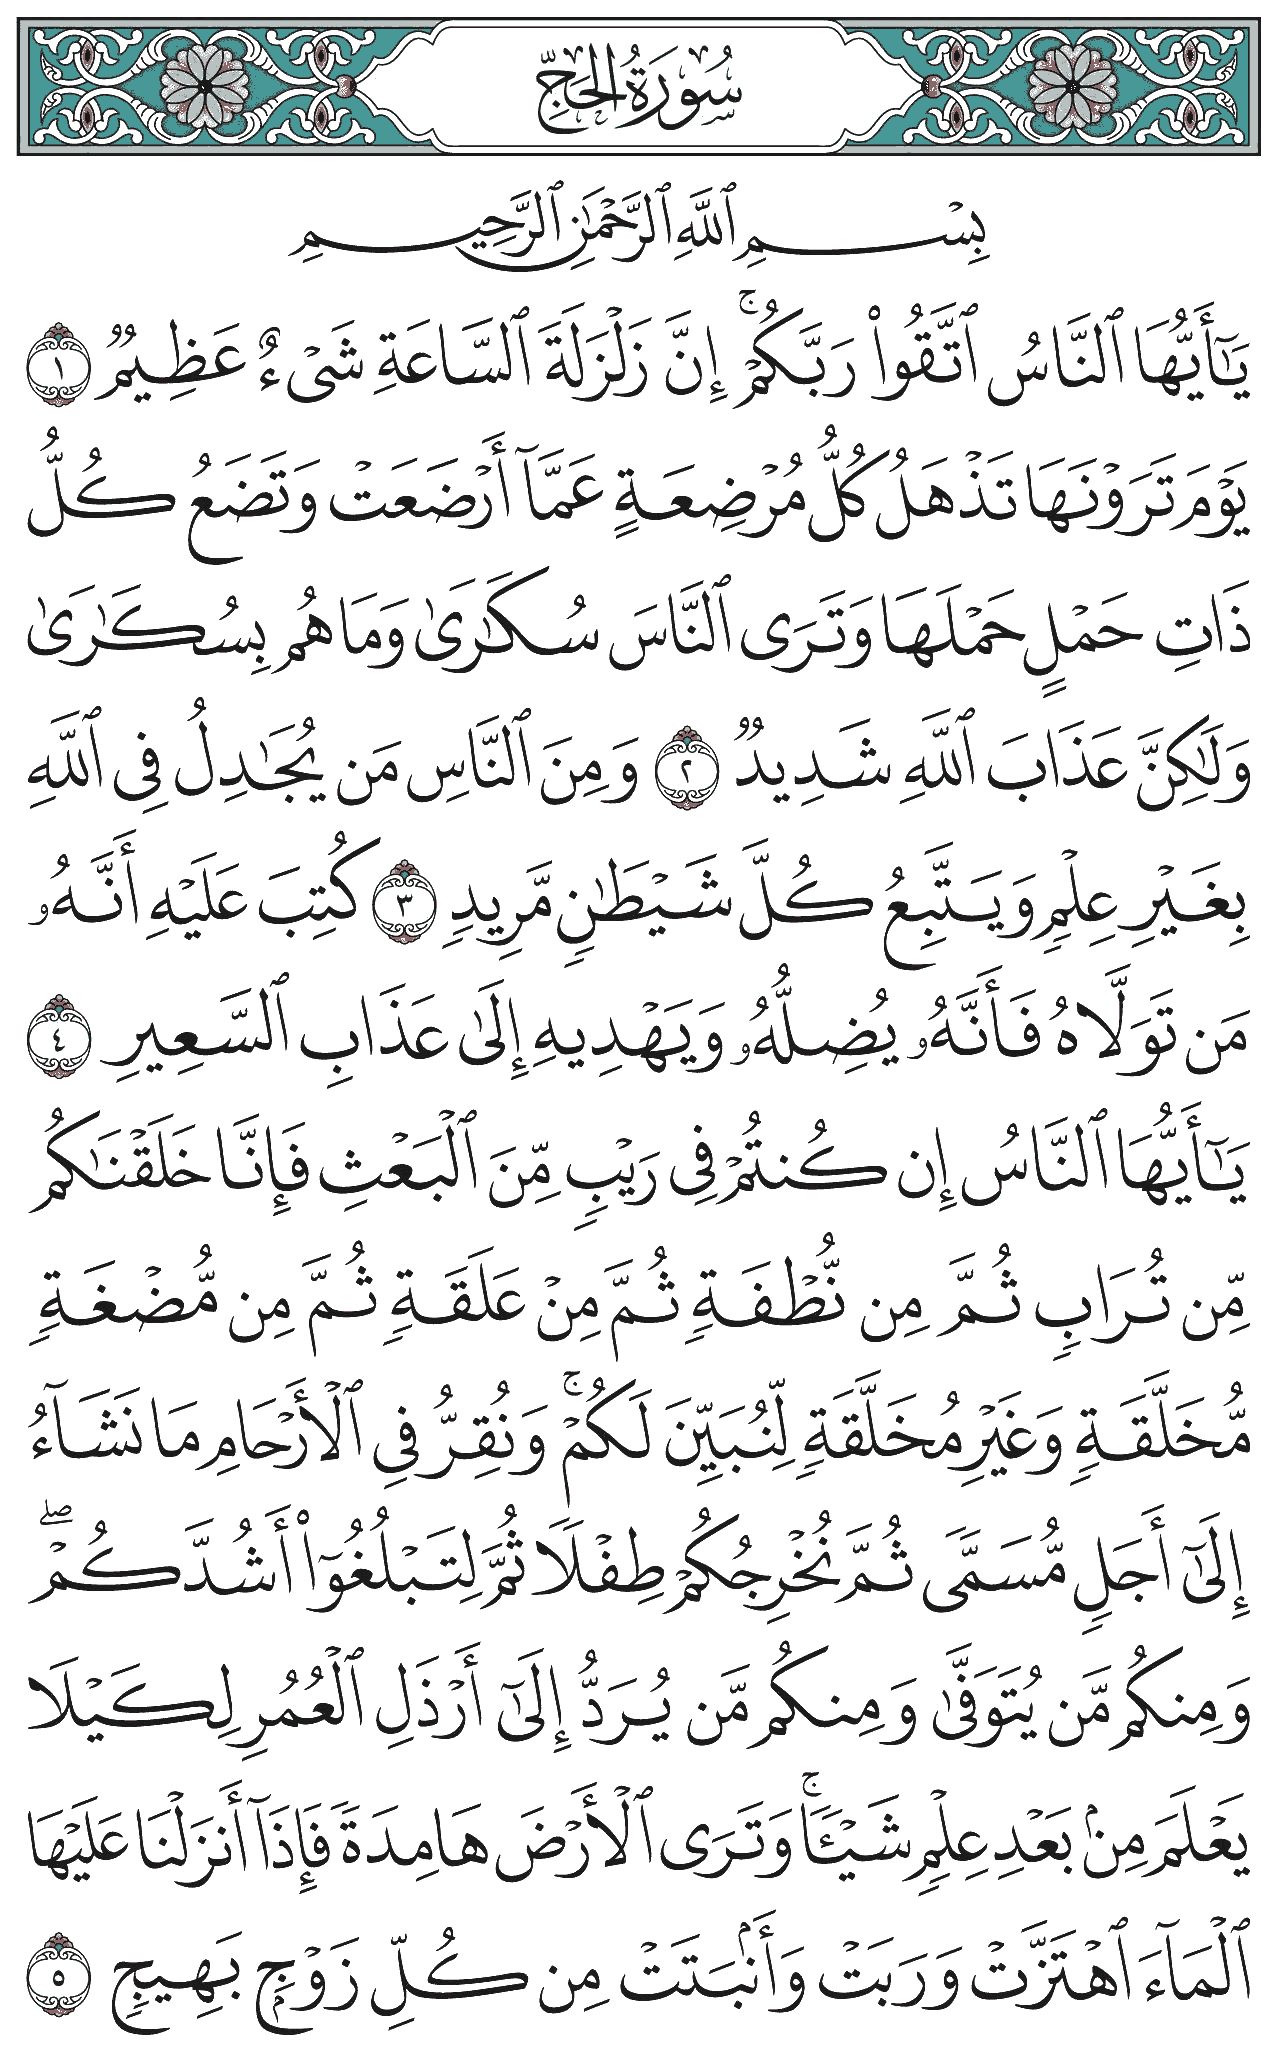 سُورَةُ الحَجِّ
بِسْمِ ٱللَّهِ ٱلرَّحْمَٰنِ ٱلرَّحِيمِ
يَٰٓأَيُّهَا ٱلنَّاسُ ٱتَّقُوا۟ رَبَّكُمْ ۚ إِنَّ زَلْزَلَةَ ٱلسَّاعَةِ شَىْءٌ عَظِيمٌ ١
يَوْمَ تَرَوْنَهَا تَذْهَلُ كُلُّ مُرْضِعَةٍ عَمَّآ أَرْضَعَتْ وَتَضَعُ كُلُّ
ذَاتِ حَمْلٍ حَمْلَهَا وَتَرَى ٱلنَّاسَ سُكَٰرَىٰ وَمَا هُم بِسُكَٰرَىٰ
وَلَٰكِنَّ عَذَابَ ٱللَّهِ شَدِيدٌ ٢ وَمِنَ ٱلنَّاسِ مَن يُجَٰدِلُ فِى ٱللَّهِ
بِغَيْرِ عِلْمٍ وَيَتَّبِعُ كُلَّ شَيْطَٰنٍ مَّرِيدٍ ٣ كُتِبَ عَلَيْهِ أَنَّهُۥ
مَن تَوَلَّاهُ فَأَنَّهُۥ يُضِلُّهُۥ وَيَهْدِيهِ إِلَىٰ عَذَابِ ٱلسَّعِيرِ ٤
يَٰٓأَيُّهَا ٱلنَّاسُ إِن كُنتُمْ فِى رَيْبٍ مِّنَ ٱلْبَعْثِ فَإِنَّا خَلَقْنَٰكُم
مِّن تُرَابٍ ثُمَّ مِن نُّطْفَةٍ ثُمَّ مِنْ عَلَقَةٍ ثُمَّ مِن مُّضْغَةٍ
مُّخَلَّقَةٍ وَغَيْرِ مُخَلَّقَةٍ لِّنُبَيِّنَ لَكُمْ ۚ وَنُقِرُّ فِى ٱلْأَرْحَامِ مَا نَشَآءُ
إِلَىٰٓ أَجَلٍ مُّسَمًّى ثُمَّ نُخْرِجُكُمْ طِفْلًا ثُمَّ لِتَبْلُغُوٓا۟ أَشُدَّكُمْ ۖ
وَمِنكُم مَّن يُتَوَفَّىٰ وَمِنكُم مَّن يُرَدُّ إِلَىٰٓ أَرْذَلِ ٱلْعُمُرِ لِكَيْلَا
يَعْلَمَ مِنۢ بَعْدِ عِلْمٍ شَيْـًٔا ۚ وَتَرَى ٱلْأَرْضَ هَامِدَةً فَإِذَآ أَنزَلْنَا عَلَيْهَا
ٱلْمَآءَ ٱهْتَزَّتْ وَرَبَتْ وَأَنۢبَتَتْ مِن كُلِّ زَوْجٍۭ بَهِيجٍ ٥